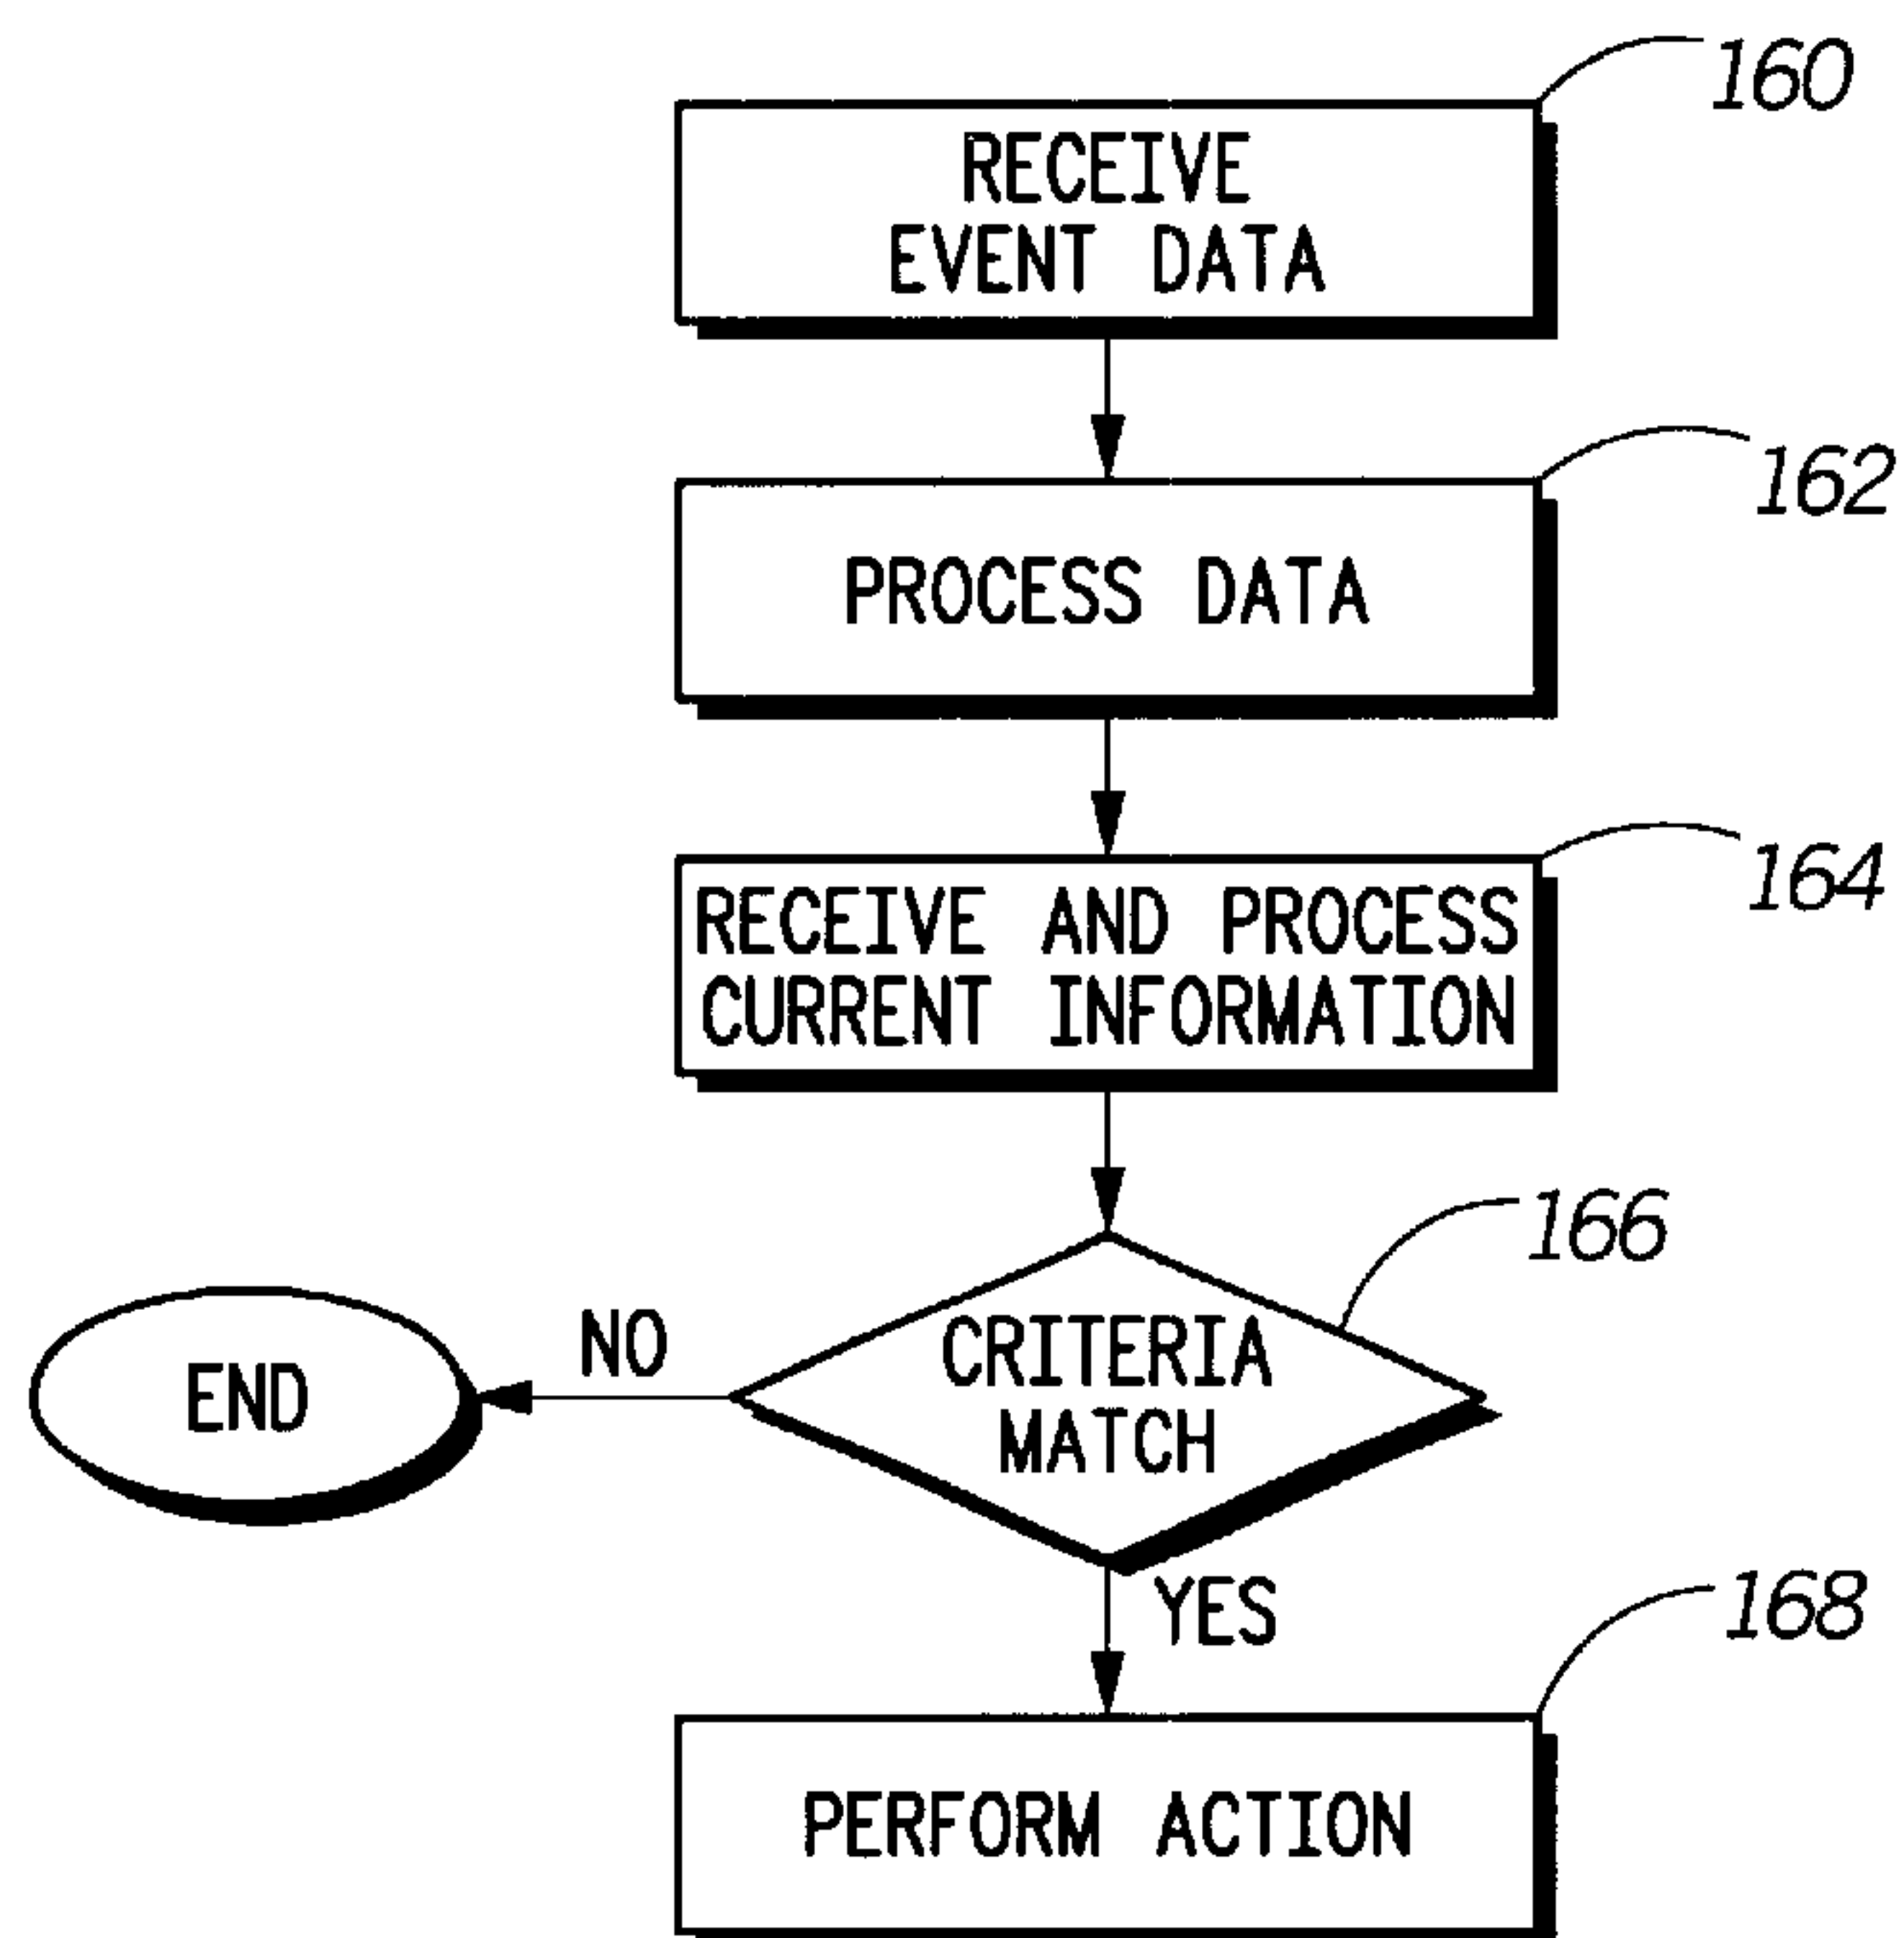 160
RECEIVE
EVENT DATA
162
PROCESS DATA
164
RECEIVE AND PROCESS
CURRENT INFORMATION
166
CRITERIA
MATCH
NO
END
YES
168
PERFORM ACTION